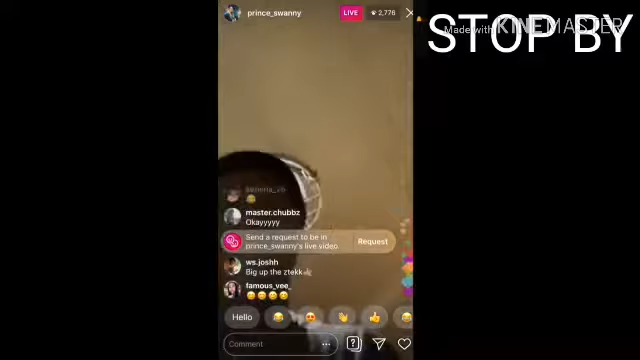 prince_swanny
LIVE
2,776
STOP BY
Made with KINEMASTER
master.chubbz
Okayyyyy
Send a request to be in
prince_swanny's live video.
Request
ws.joshh
Big up the ztekk
famous_vee_
Hello
Comment